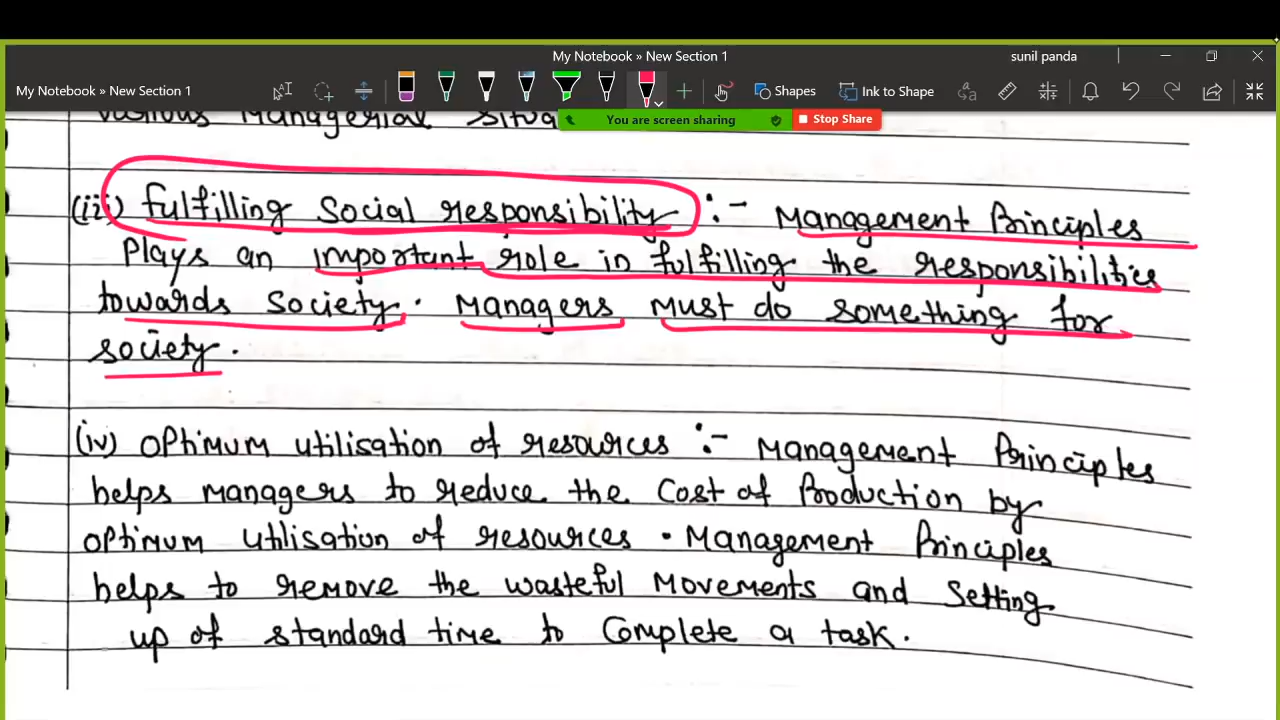 My Notebook » New Section 1
sunil panda
My Notebook » New Section 1
Shapes
Ink to Shape
You are screen sharing
Stop Share
various Managerial situa
(iii) fulfilling social responsibility :- Management Principles
Plays an important role in fulfilling the responsibilities
towards society. Managers must do something for
society.
(iv) optimum utilisation of resources :- Management Principles
helps managers to reduce the cost of Production by
optimum utilisation of resources. Management Principles
helps to remove the wasteful movements and setting
up of standard time to complete a task.